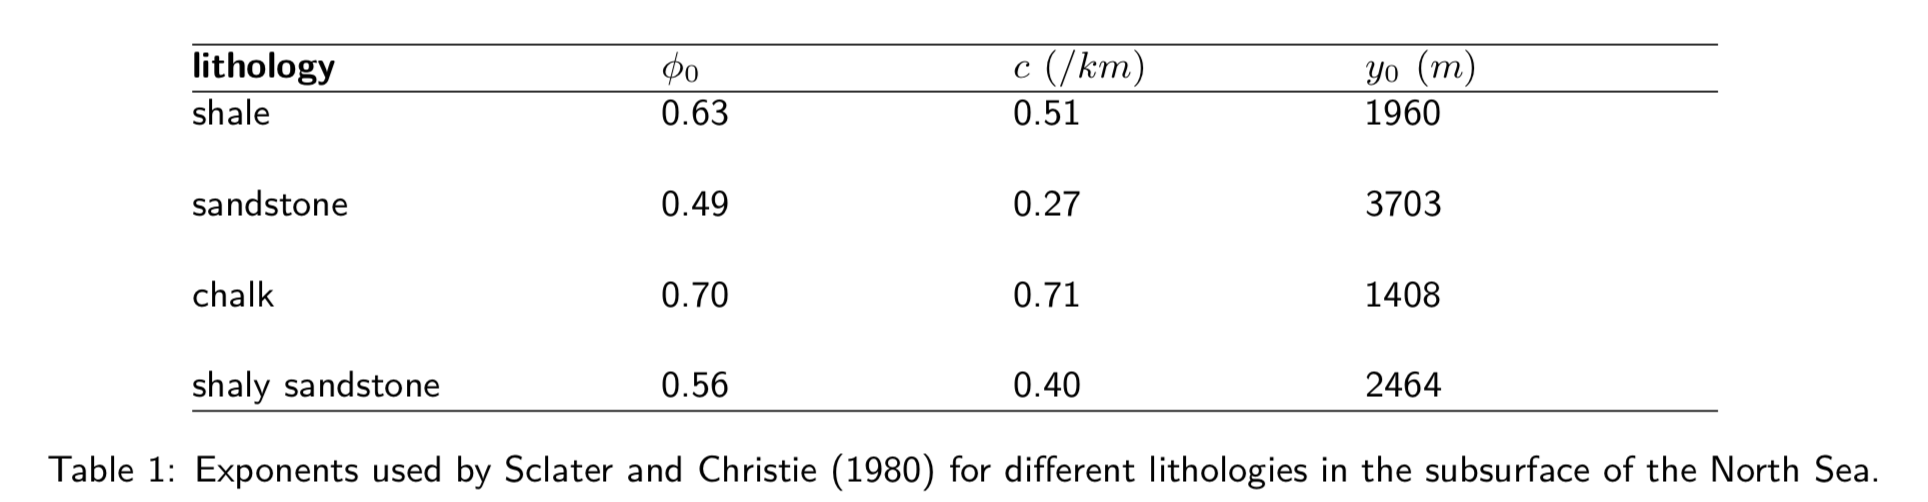 lithology ϕ₀ c (/km) y₀ (m)
shale 0.63 0.51 1960
sandstone 0.49 0.27 3703
chalk 0.70 0.71 1408
shaly sandstone 0.56 0.40 2464
Table 1: Exponents used by Sclater and Christie (1980) for different lithologies in the subsurface of the North Sea.